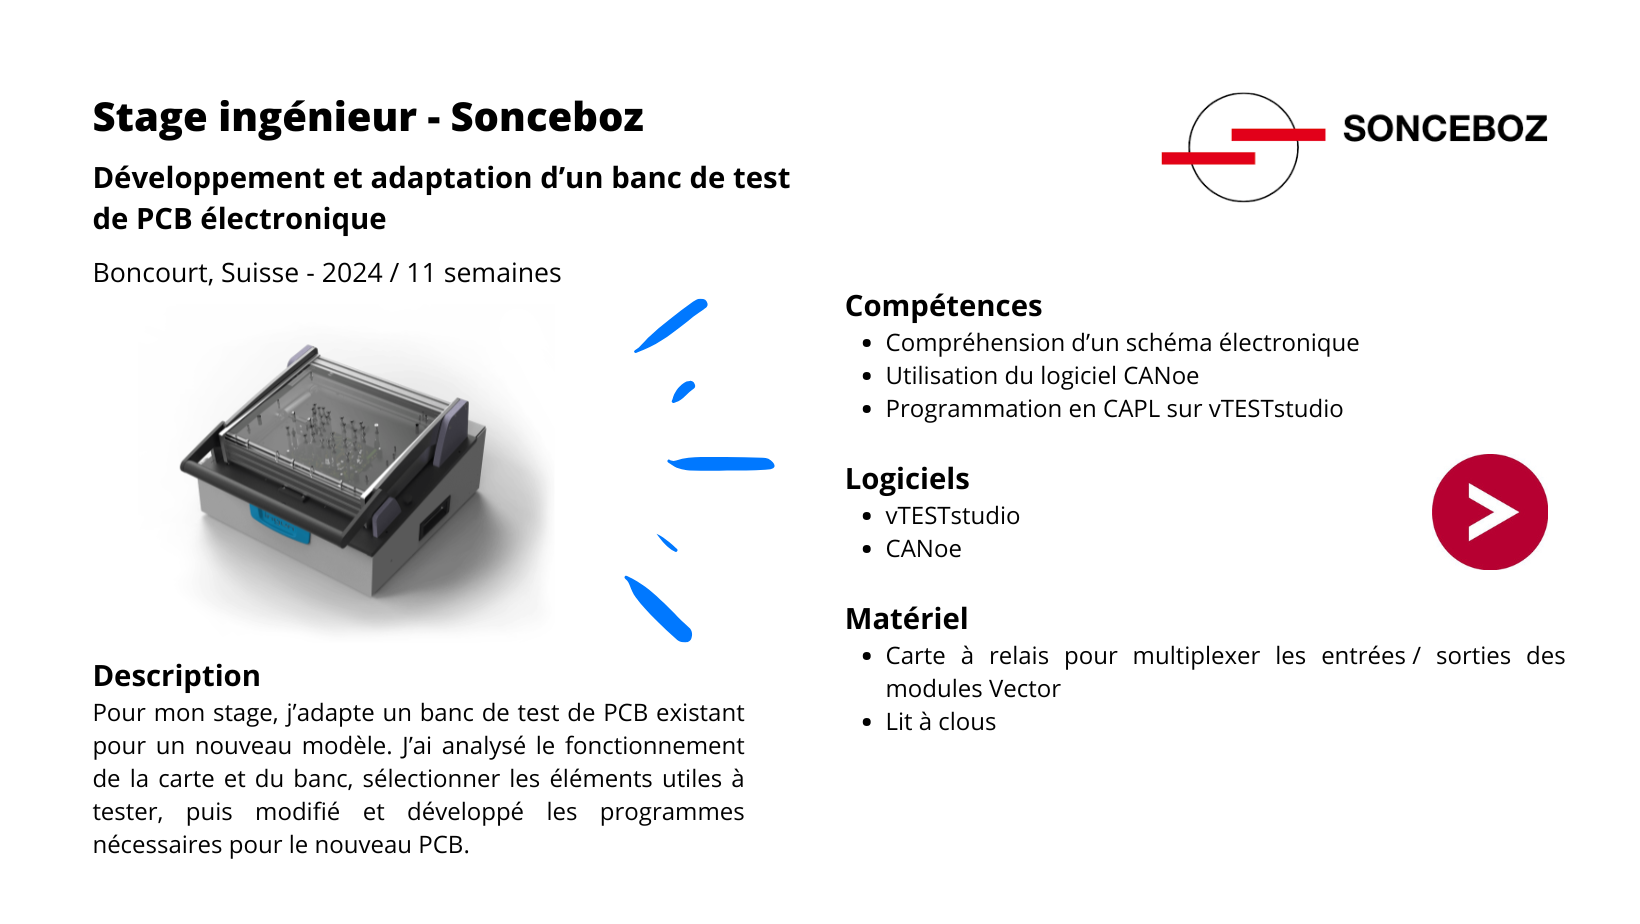 Stage ingénieur - Sonceboz
Développement et adaptation d’un banc de test
de PCB électronique
Boncourt, Suisse - 2024 / 11 semaines
SONCEBOZ
Description
Pour mon stage, j’adapte un banc de test de PCB existant
pour un nouveau modèle. J’ai analysé le fonctionnement
de la carte et du banc, sélectionner les éléments utiles à
tester, puis modifié et développé les programmes
nécessaires pour le nouveau PCB.
Compétences
• Compréhension d’un schéma électronique
• Utilisation du logiciel CANoe
• Programmation en CAPL sur vTESTstudio
Logiciels
• vTESTstudio
• CANoe
Matériel
• Carte à relais pour multiplexer les entrées / sorties des
modules Vector
• Lit à clous